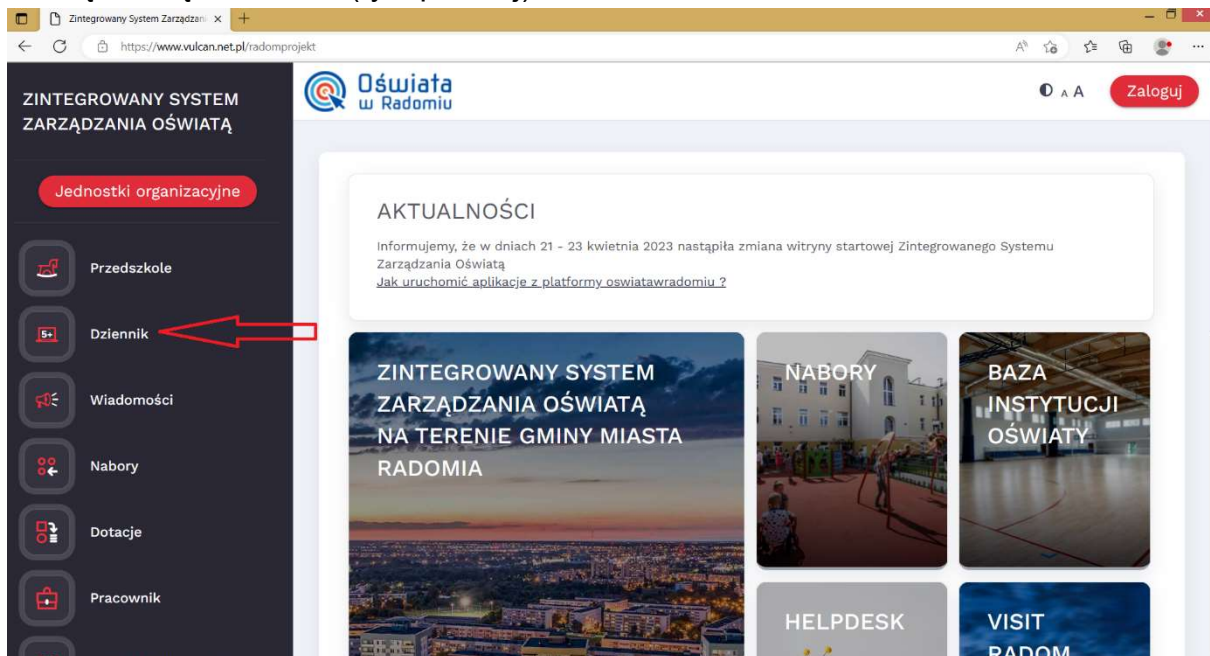 Zintegrowany System Zarządzani
https://www.vulcan.net.pl/radomprojekt
ZINTEGROWANY SYSTEM
ZARZĄDZANIA OŚWIATĄ
Jednostki organizacyjne
Przedszkole
5+
Dziennik
Wiadomości
Nabory
Dotacje
Pracownik
Oświata
w Radomiu
A A
Zaloguj
AKTUALNOŚCI
Informujemy, że w dniach 21 - 23 kwietnia 2023 nastąpiła zmiana witryny startowej Zintegrowanego Systemu
Zarządzania Oświatą
Jak uruchomić aplikacje z platformy oswiatawradomiu ?
ZINTEGROWANY SYSTEM
ZARZĄDZANIA OŚWIATĄ
NA TERENIE GMINY MIASTA
RADOMIA
NABORY
BAZA
INSTYTUCJI
OŚWIATY
HELPDESK
VISIT
RADOM